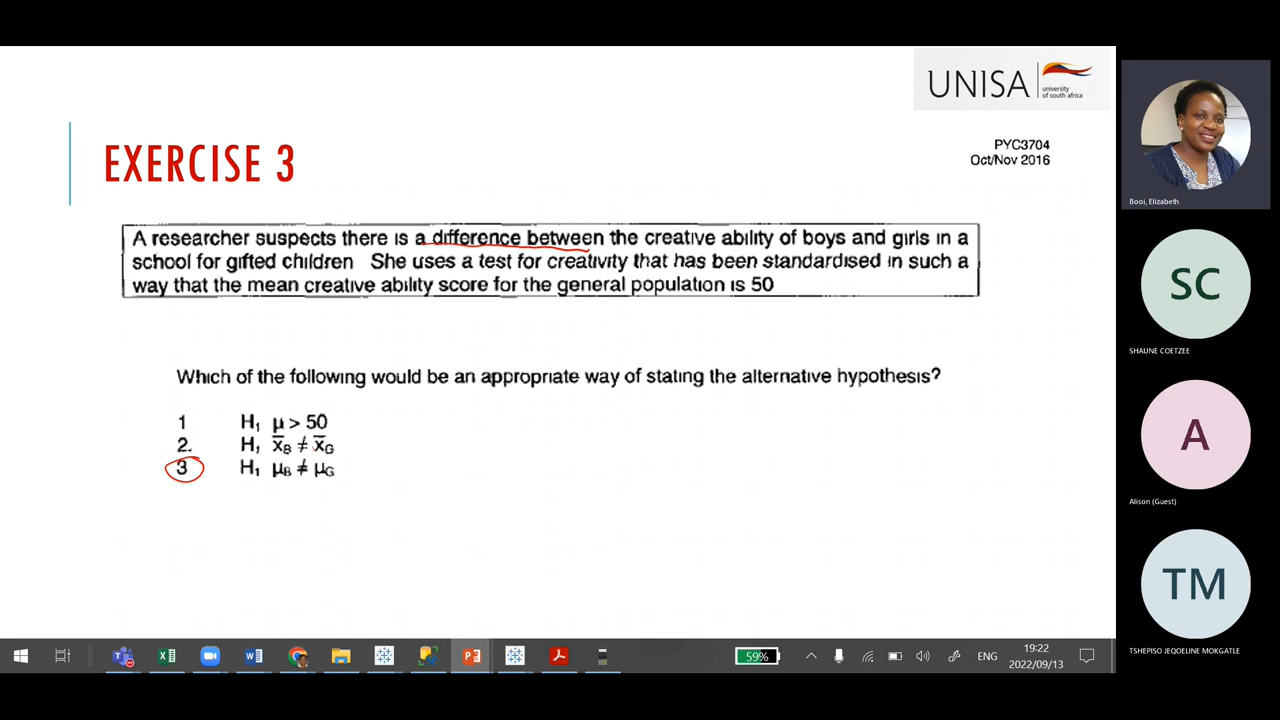 UNISA
university
of south africa
EXERCISE 3
PYC3704
Oct/Nov 2016
A researcher suspects there is a difference between the creative ability of boys and girls in a
school for gifted children She uses a test for creativity that has been standardised in such a
way that the mean creative ability score for the general population is 50
Which of the following would be an appropriate way of stating the alternative hypothesis?
1 H₁ μ > 50
2. H₁ x̄B ≠ x̄G
3 H₁ μB ≠ μG
Booi, Elizabeth
SC
SHAUNE COETZEE
A
Alison (Guest)
TM
TSHEPISO JEQOELINE MOKGATLE
59%
ENG
19:22
2022/09/13